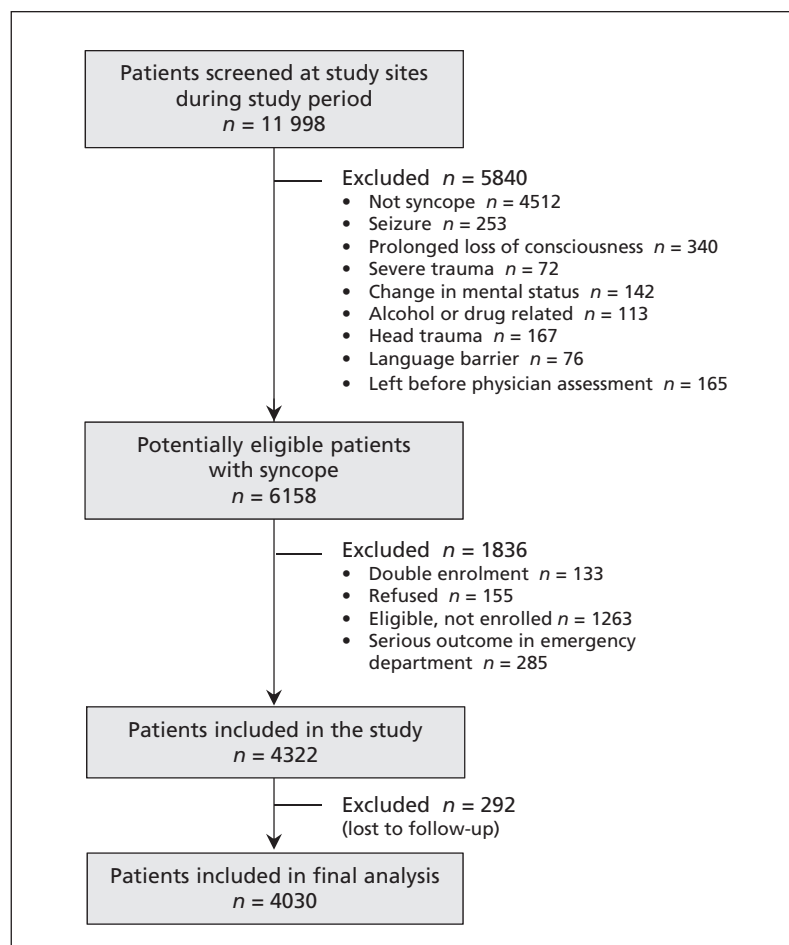 Patients screened at study sites
during study period
n = 11 998
Excluded n = 5840
• Not syncope n = 4512
• Seizure n = 253
• Prolonged loss of consciousness n = 340
• Severe trauma n = 72
• Change in mental status n = 142
• Alcohol or drug related n = 113
• Head trauma n = 167
• Language barrier n = 76
• Left before physician assessment n = 165
Potentially eligible patients
with syncope
n = 6158
Excluded n = 1836
• Double enrolment n = 133
• Refused n = 155
• Eligible, not enrolled n = 1263
• Serious outcome in emergency
department n = 285
Patients included in the study
n = 4322
Excluded n = 292
(lost to follow-up)
Patients included in final analysis
n = 4030